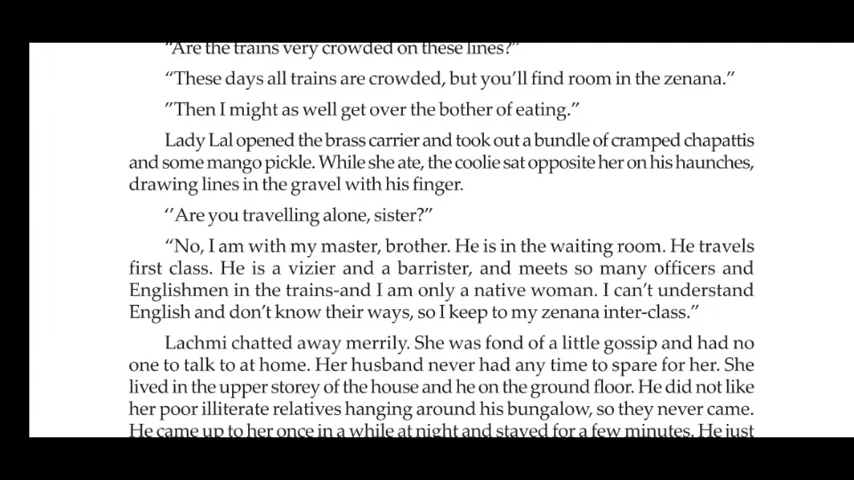 "Are the trains very crowded on these lines?"
“These days all trains are crowded, but you’ll find room in the zenana.”
”Then I might as well get over the bother of eating.”
Lady Lal opened the brass carrier and took out a bundle of cramped chapattis
and some mango pickle. While she ate, the coolie sat opposite her on his haunches,
drawing lines in the gravel with his finger.
‘’Are you travelling alone, sister?”
“No, I am with my master, brother. He is in the waiting room. He travels
first class. He is a vizier and a barrister, and meets so many officers and
Englishmen in the trains-and I am only a native woman. I can’t understand
English and don’t know their ways, so I keep to my zenana inter-class.”
Lachmi chatted away merrily. She was fond of a little gossip and had no
one to talk to at home. Her husband never had any time to spare for her. She
lived in the upper storey of the house and he on the ground floor. He did not like
her poor illiterate relatives hanging around his bungalow, so they never came.
He came up to her once in a while at night and stayed for a few minutes. He just